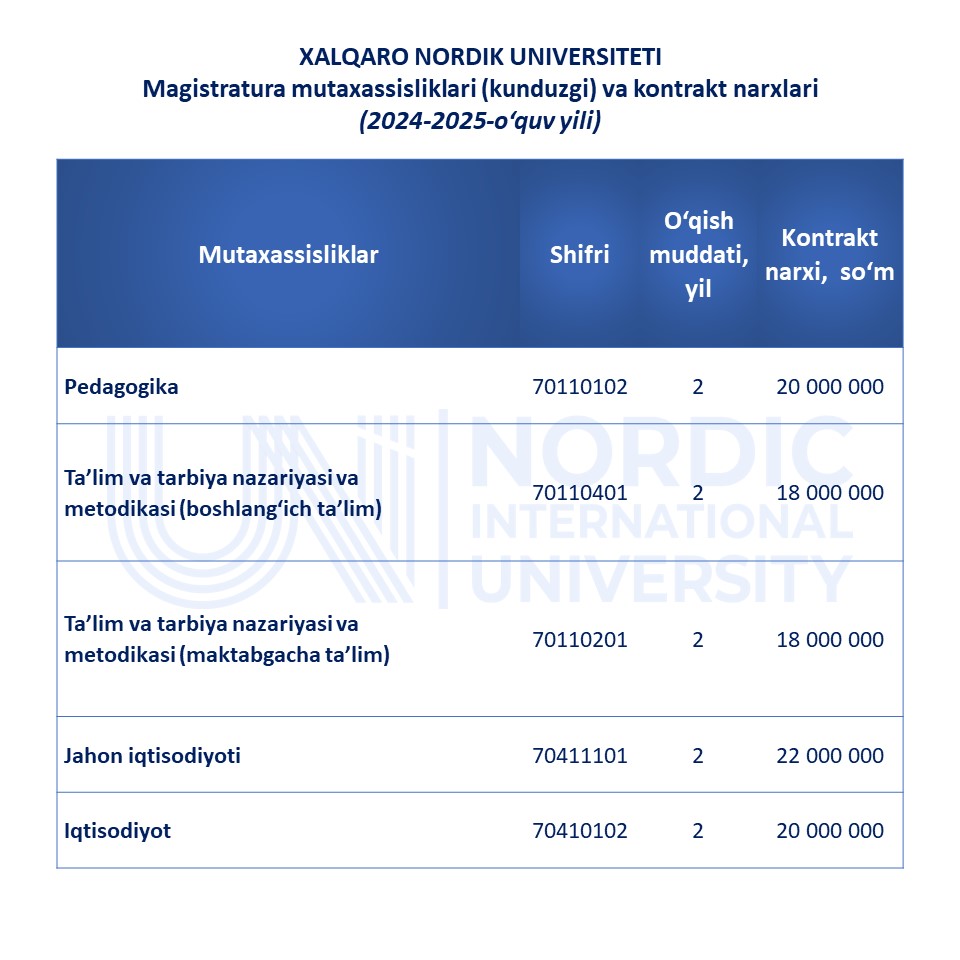 XALQARO NORDIK UNIVERSITETI
Magistratura mutaxassisliklari (kunduzgi) va kontrakt narxlari
(2024-2025-o‘quv yili)
Mutaxassisliklar
Shifri
O‘qish
muddati,
yil
Kontrakt
narxi, so‘m
Pedagogika 70110102 2 20 000 000
Ta’lim va tarbiya nazariyasi va
metodikasi (boshlang‘ich ta’lim)
70110401 2 18 000 000
Ta’lim va tarbiya nazariyasi va
metodikasi (maktabgacha ta’lim)
70110201 2 18 000 000
Jahon iqtisodiyoti 70411101 2 22 000 000
Iqtisodiyot 70410102 2 20 000 000
UNI
NORDIC
INTERNATIONAL
UNIVERSITY